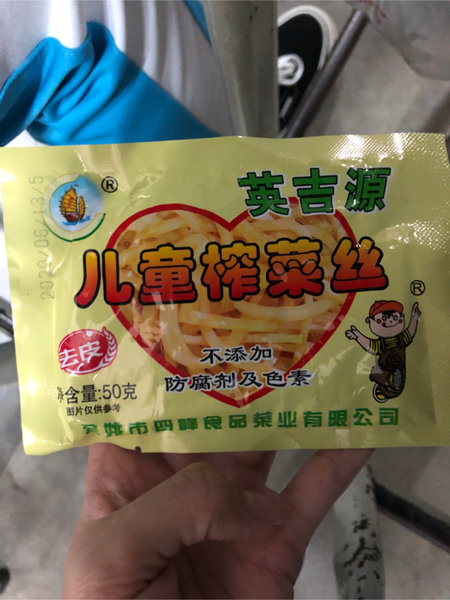 2020/06/13/5
®
英吉源
儿童榨菜丝
®
去皮
不添加
防腐剂及色素
净含量:50克
图片仅供参考
余姚市四峰食品菜业有限公司